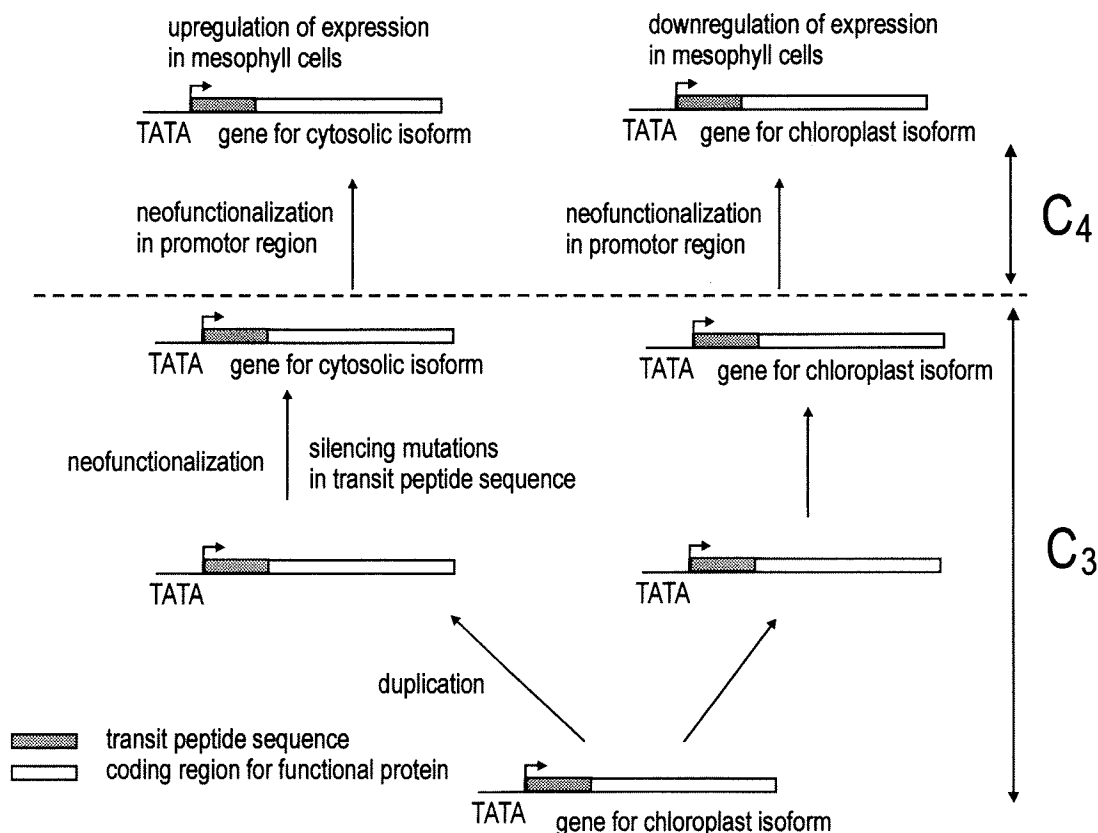 upregulation of expression
in mesophyll cells
downregulation of expression
in mesophyll cells
TATA gene for cytosolic isoform
TATA gene for chloroplast isoform
neofunctionalization
in promotor region
neofunctionalization
in promotor region
C4
TATA gene for cytosolic isoform
TATA gene for chloroplast isoform
neofunctionalization
silencing mutations
in transit peptide sequence
C3
TATA
TATA
duplication
transit peptide sequence
coding region for functional protein
TATA gene for chloroplast isoform